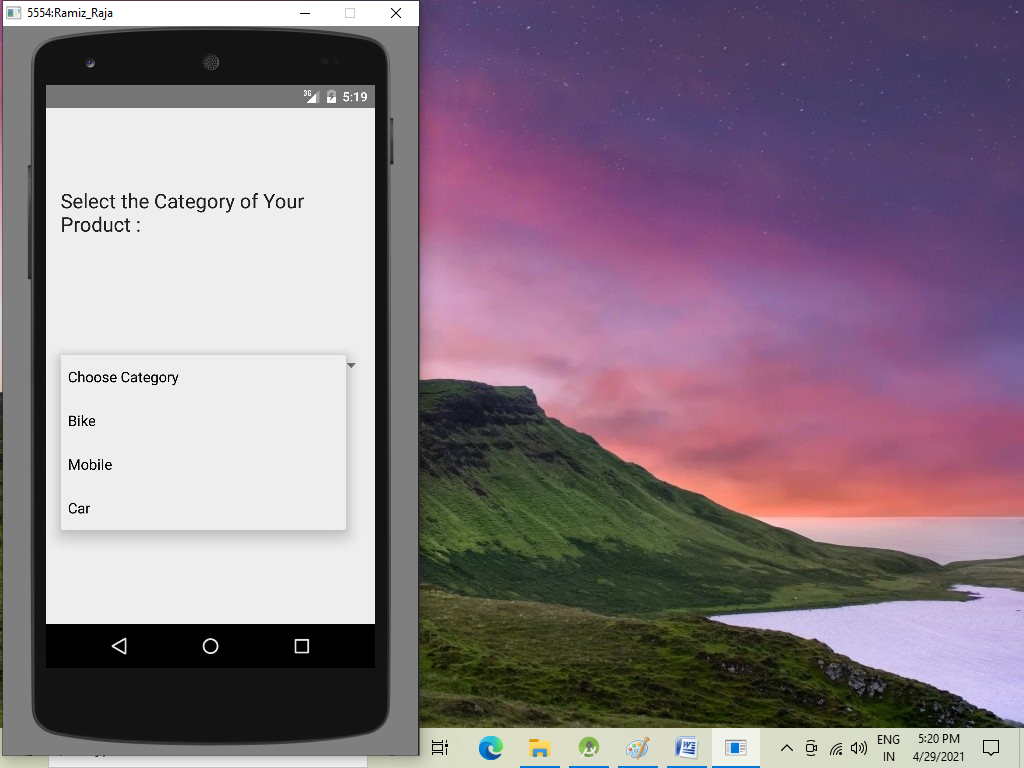 5554:Ramiz_Raja
3G 5:19
Select the Category of Your
Product :
Choose Category
Bike
Mobile
Car
ENG
IN
5:20 PM
4/29/2021